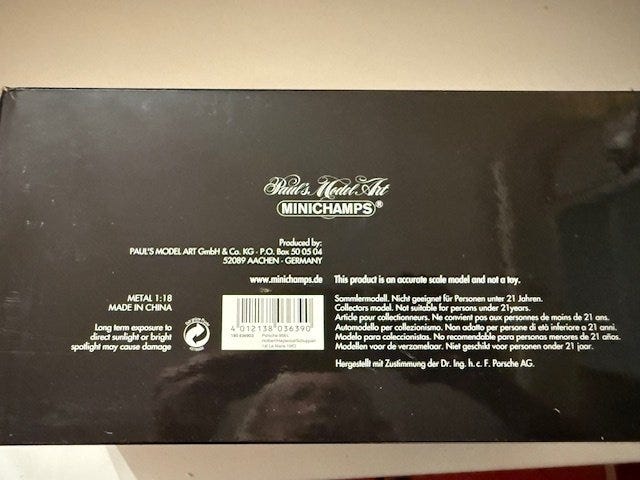 Paul's Model Art
MINICHAMPS®
Produced by:
PAUL'S MODEL ART GmbH & Co. KG · P.O. Box 50 05 04
52089 AACHEN · GERMANY
www.minichamps.de
METAL 1:18
MADE IN CHINA
Long term exposure to
direct sunlight or bright
spotlight may cause damage
4 012138 036390
Porsche 956 L
Holbert/Haywood/Schuppan
This product is an accurate scale model and not a toy.
Sammlermodell. Nicht geeignet für Personen unter 21 Jahren.
Collectors model. Not suitable for persons under 21years.
Article pour collectionneurs. Ne convient pas aux personnes de moins de 21 ans.
Automodello per collezionismo. Non adatto per persone di età inferiore a 21 anni.
Modelo para coleccionistas. No recomendable para personas menores de 21 años.
Modellen voor de verzamelaar. Niet geschikt voor personen onder 21 jaar.
Hergestellt mit Zustimmung der Dr. Ing. h. c. F. Porsche AG.